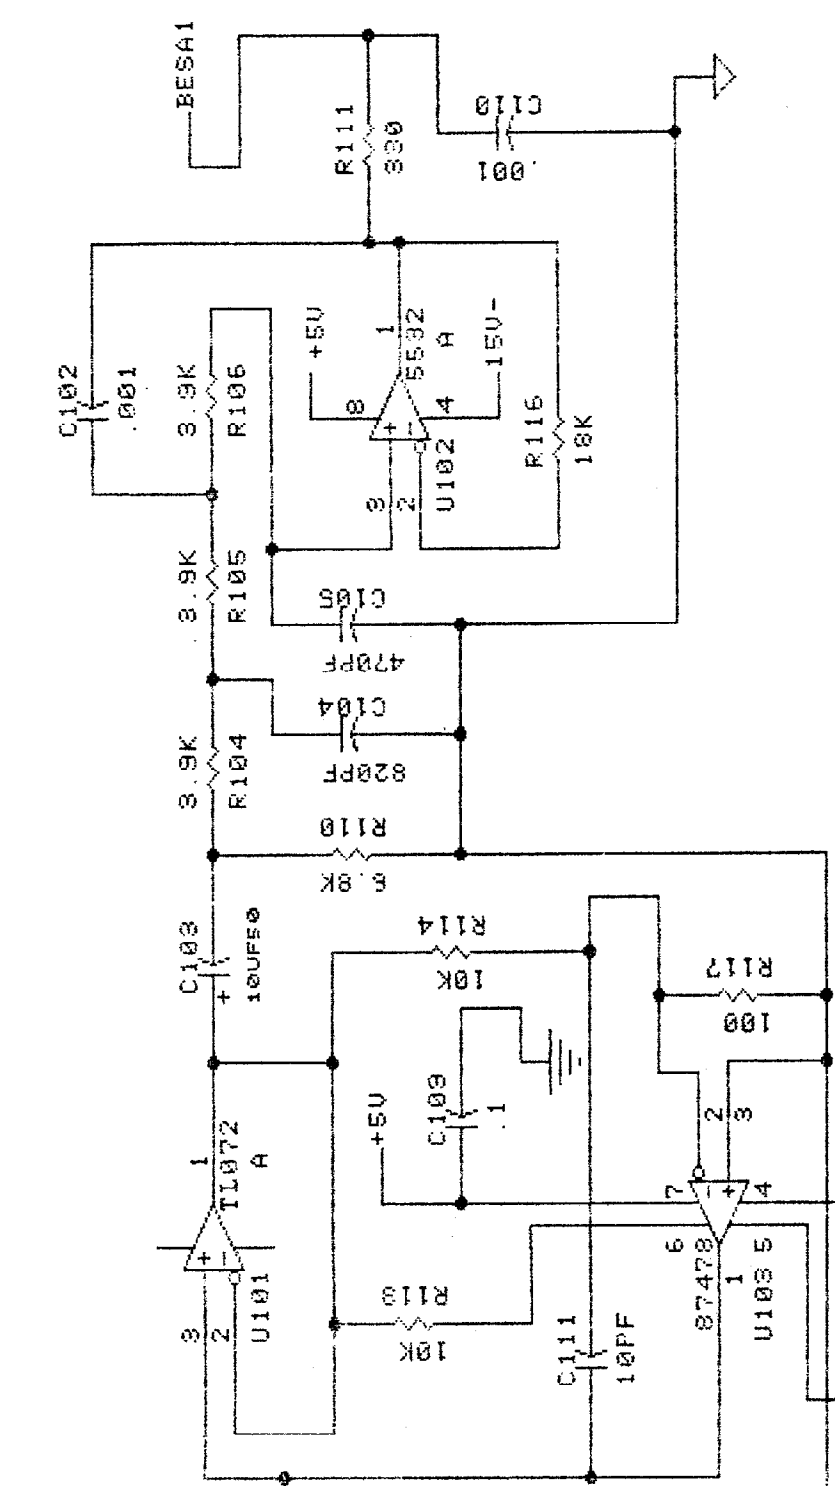 BESA1
R111
330
C110
.001
C102
.001
3.9K
R106
+5V
8
1
5532
A
15V-
4
3
2
U102
R116
18K
3.9K
R105
C105
470PF
C104
820PF
3.9K
R104
R110
6.8K
C103
+
10UF50
R114
10K
R117
100
+5V
C109
.1
1
TL072
A
+
-
3
2
U101
R113
10K
C111
10PF
2
3
7
4
6
5
87478
1
U103